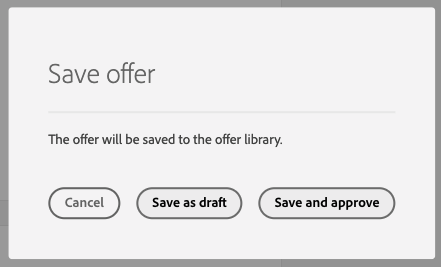 Save offer
The offer will be saved to the offer library.
Cancel
Save as draft
Save and approve